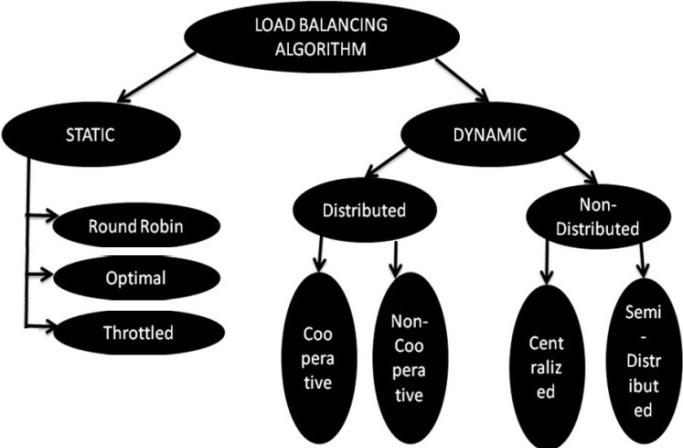 LOAD BALANCING
ALGORITHM
STATIC
DYNAMIC
Round Robin
Optimal
Throttled
Distributed
Non-
Distributed
Coo
pera
tive
Non-
Coo
pera
tive
Cent
raliz
ed
Semi
-
Distr
ibut
ed